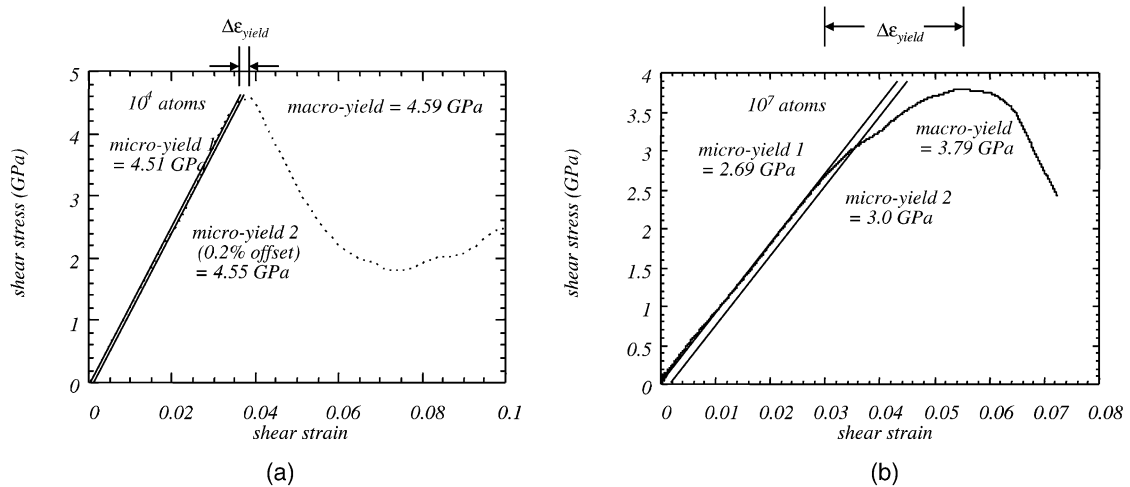 Δε_yield
5
4
3
2
1
0
10⁴ atoms
macro-yield = 4.59 GPa
micro-yield 1
= 4.51 GPa
micro-yield 2
(0.2% offset)
= 4.55 GPa
shear stress (GPa)
0 0.02 0.04 0.06 0.08 0.1
shear strain
(a)
Δε_yield
4
3.5
3
2.5
2
1.5
1
0.5
0
10⁷ atoms
micro-yield 1
= 2.69 GPa
macro-yield
= 3.79 GPa
micro-yield 2
= 3.0 GPa
shear stress (GPa)
0 0.01 0.02 0.03 0.04 0.05 0.06 0.07 0.08
shear strain
(b)